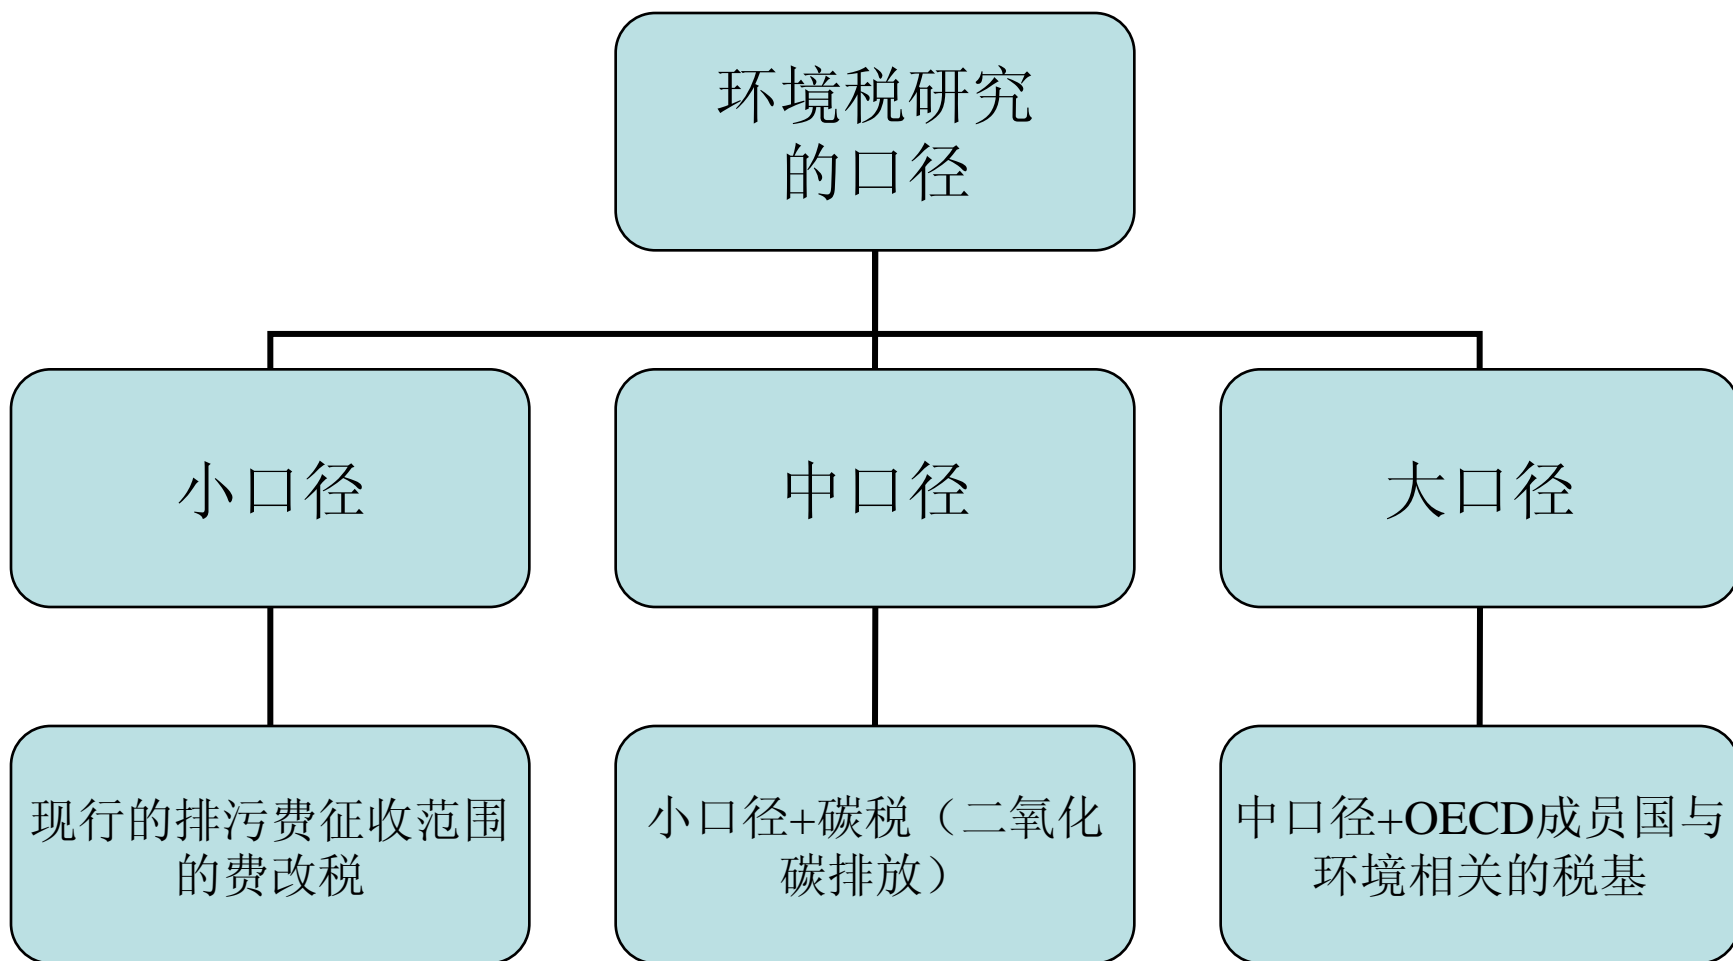 环境税研究
的口径
小口径
中口径
大口径
现行的排污费征收范围
的费改税
小口径+碳税（二氧化
碳排放）
中口径+OECD成员国与
环境相关的税基